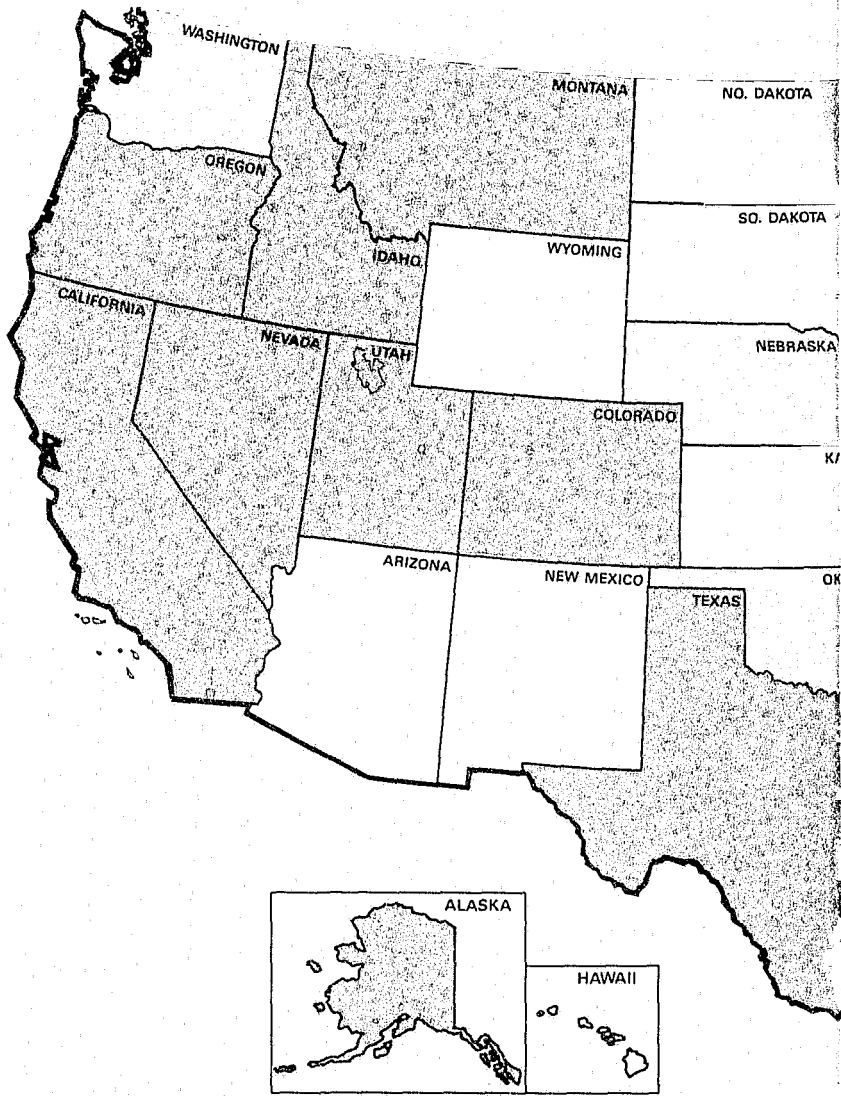 WASHINGTON
MONTANA
NO. DAKOTA
OREGON
SO. DAKOTA
WYOMING
IDAHO
CALIFORNIA
NEVADA
UTAH
NEBRASKA
COLORADO
K/
ARIZONA
NEW MEXICO
OK
TEXAS
ALASKA
HAWAII